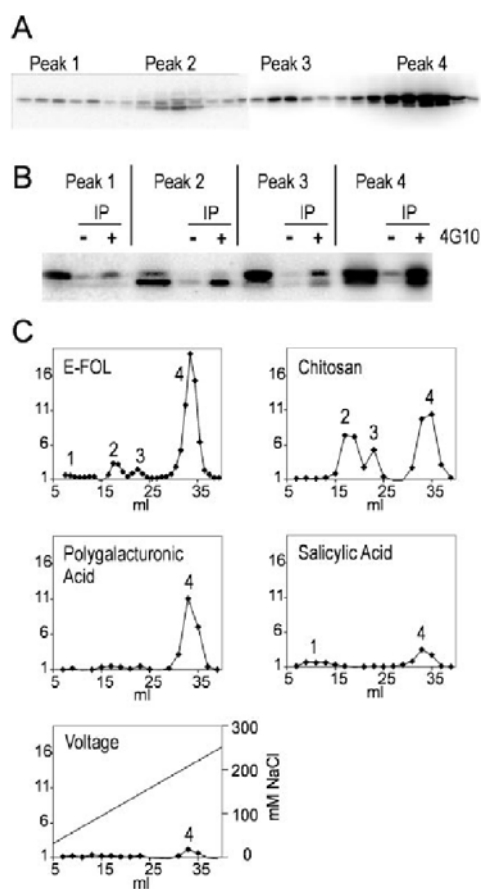 A
Peak 1 Peak 2 Peak 3 Peak 4
B
Peak 1 Peak 2 Peak 3 Peak 4
IP IP IP IP
- + - + - + - + 4G10
C
E-FOL
16
11
6
1
1 2 3 4
5 15 25 35
ml
Chitosan
16
11
6
1
2 3 4
5 15 25 35
ml
Polygalacturonic
Acid
16
11
6
1
4
5 15 25 35
ml
Salicylic Acid
16
11
6
1
1 4
5 15 25 35
ml
Voltage
16
11
6
1
4
300
200
100
0
mM NaCl
5 15 25 35
ml